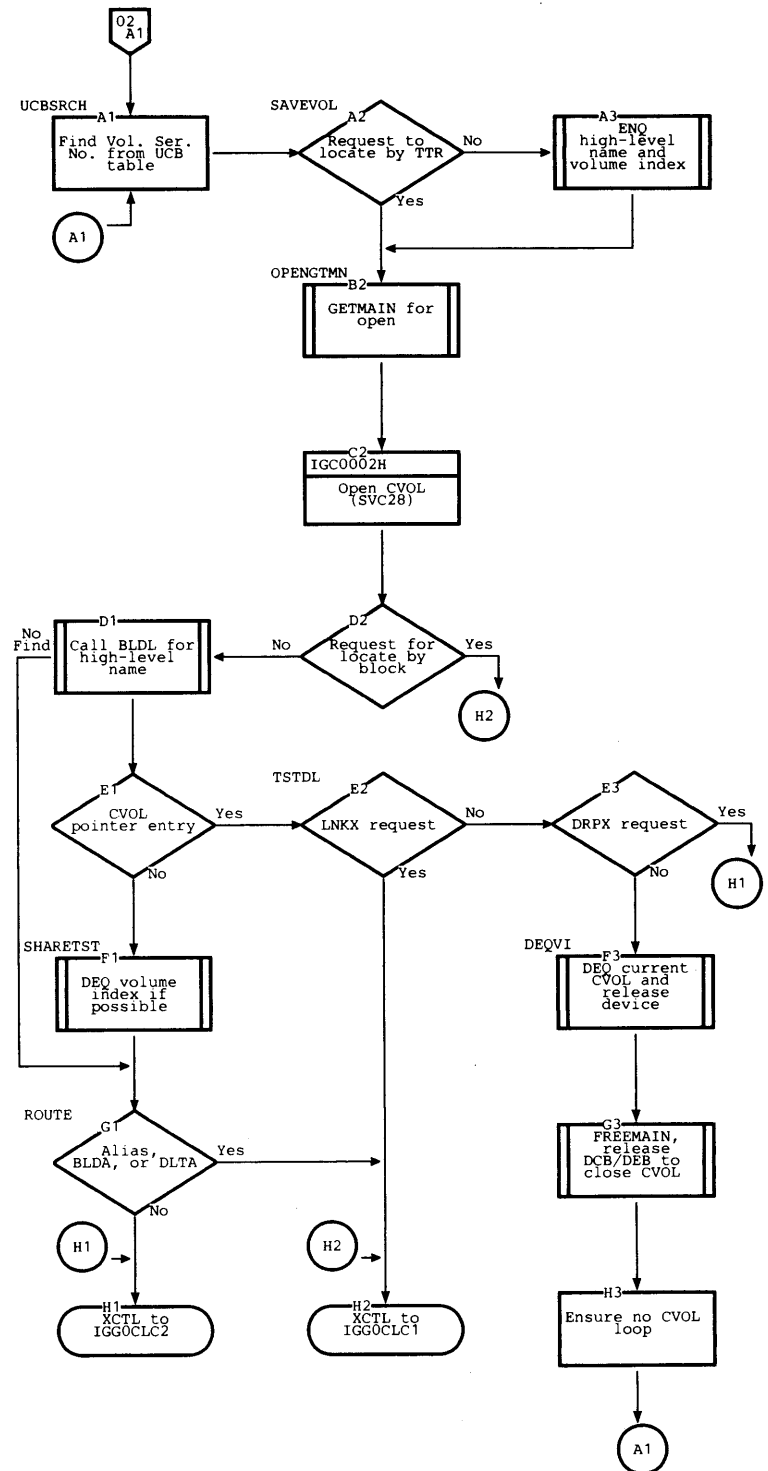 02
A1
UCBSRCH
A1
Find Vol. Ser.
No. from UCB
table
SAVEVOL
A2
Request to
locate by TTR
No
Yes
A3
ENQ
high-level
name and
volume index
A1
OPENGTMN
B2
GETMAIN for
open
C2
IGC0002H
Open CVOL
(SVC28)
No
Find
D1
Call BLDL for
high-level
name
No
D2
Request for
locate by
block
Yes
H2
E1
CVOL
pointer entry
Yes
No
TSTDL
E2
LNKX request
No
Yes
E3
DRPX request
Yes
No
H1
SHARETST
F1
DEQ volume
index if
possible
DEQVI
F3
DEQ current
CVOL and
release
device
ROUTE
G1
Alias,
BLDA, or DLTA
Yes
No
G3
FREEMAIN,
release
DCB/DEB to
close CVOL
H1
H2
H1
XCTL to
IGG0CLC2
H2
XCTL to
IGG0CLC1
H3
Ensure no CVOL
loop
A1